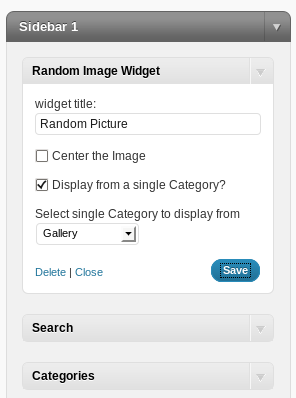 Sidebar 1
Random Image Widget
widget title:
Random Picture
Center the Image
Display from a single Category?
Select single Category to display from
Gallery
Delete | Close
Save
Search
Categories